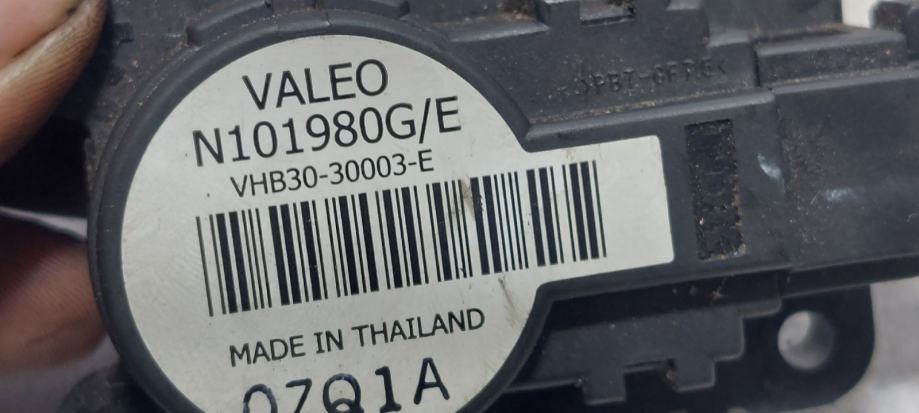 VALEO
N101980G/E
VHB30-30003-E
MADE IN THAILAND
07Q1A